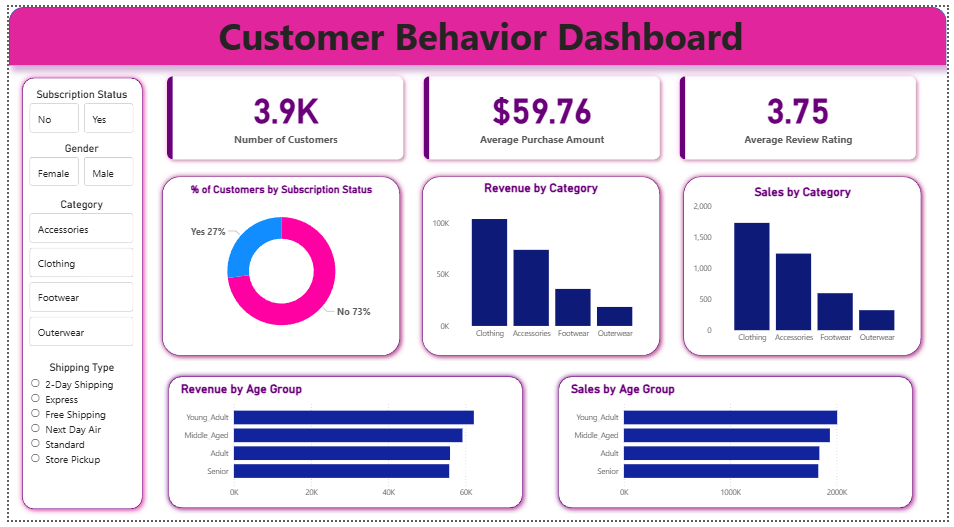 Customer Behavior Dashboard
Subscription Status
No Yes
Gender
Female Male
Category
Accessories
Clothing
Footwear
Outerwear
Shipping Type
2-Day Shipping
Express
Free Shipping
Next Day Air
Standard
Store Pickup
3.9K
Number of Customers
$59.76
Average Purchase Amount
3.75
Average Review Rating
% of Customers by Subscription Status
Yes 27%
No 73%
Revenue by Category
100K
50K
0K
Clothing Accessories Footwear Outerwear
Sales by Category
2,000
1,500
1,000
500
0
Clothing Accessories Footwear Outerwear
Revenue by Age Group
Young_Adult
Middle_Aged
Adult
Senior
0K 20K 40K 60K
Sales by Age Group
Young_Adult
Middle_Aged
Adult
Senior
0K 1000K 2000K